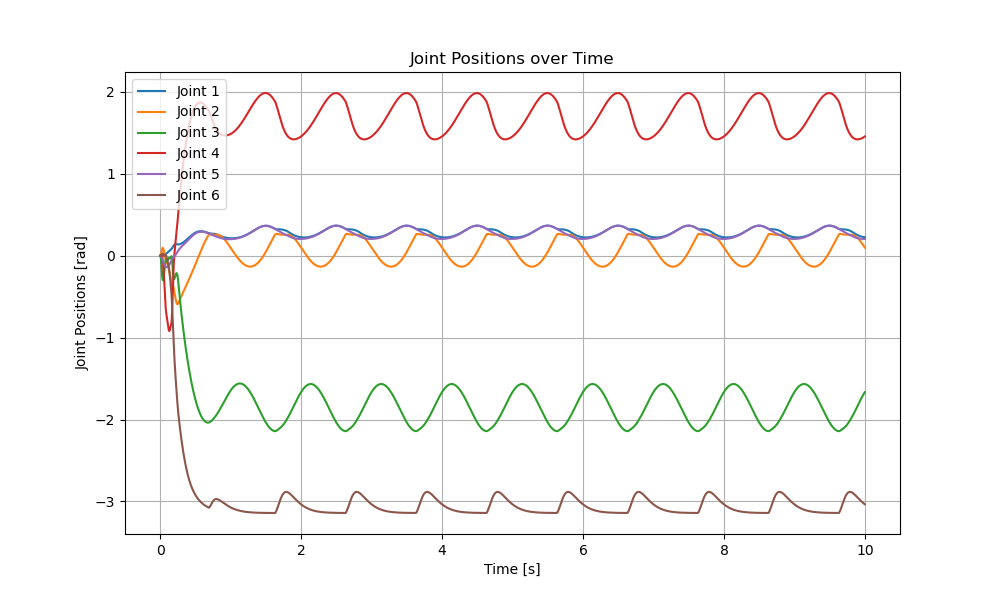 Joint Positions over Time
Joint Positions [rad]
2
1
0
−1
−2
−3
Joint 1
Joint 2
Joint 3
Joint 4
Joint 5
Joint 6
0
2
4
6
8
10
Time [s]